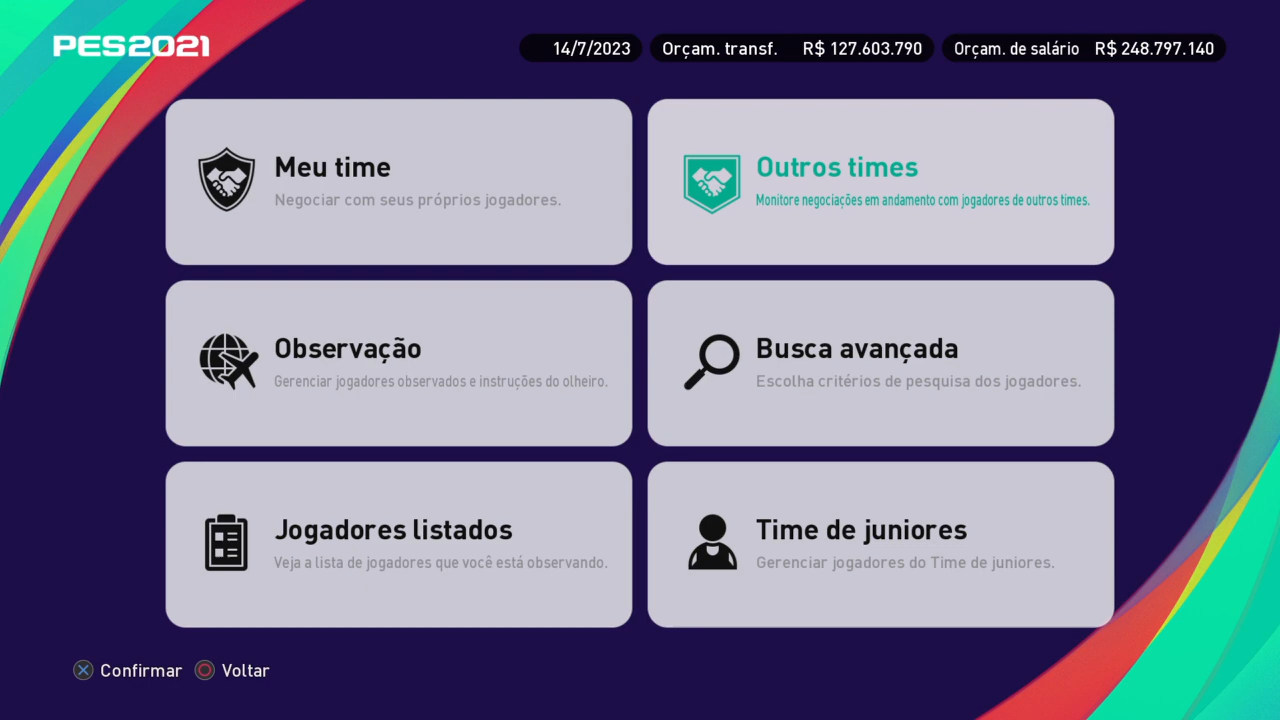 PES2021
14/7/2023 Orçam. transf. R$ 127.603.790 Orçam. de salário R$ 248.797.140
Meu time
Negociar com seus próprios jogadores.
Outros times
Monitore negociações em andamento com jogadores de outros times.
Observação
Gerenciar jogadores observados e instruções do olheiro.
Busca avançada
Escolha critérios de pesquisa dos jogadores.
Jogadores listados
Veja a lista de jogadores que você está observando.
Time de juniores
Gerenciar jogadores do Time de juniores.
Confirmar Voltar